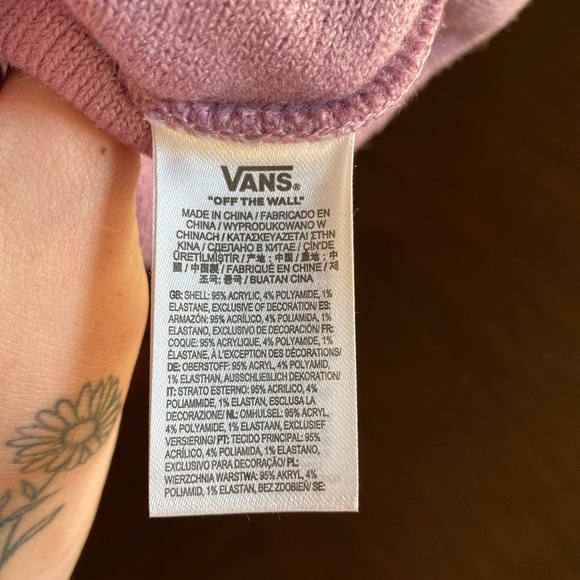 VANS®
"OFF THE WALL"
MADE IN CHINA / FABRICADO EN
CHINA / WYPRODUKOWANO W
CHINACH / ΚΑΤΑΣΚΕΥΑΖΕΤΑΙ ΣΤΗΝ
ΚΙΝΑ / СДЕЛАНО В КИТАЕ / ÇİN'DE
ÜRETİLMİŞTİR / 产地 : 中国 / 產地 : 中
國 / 中国製 / FABRIQUÉ EN CHINE / 제
조국: 중국 / BUATAN CINA
GB: SHELL: 95% ACRYLIC, 4% POLYAMIDE, 1%
ELASTANE, EXCLUSIVE OF DECORATION/ ES:
ARMAZÓN: 95% ACRÍLICO, 4% POLIAMIDA, 1%
ELASTANO, EXCLUSIVO DE DECORACIÓN/ FR:
COQUE: 95% ACRYLIQUE, 4% POLYAMIDE, 1%
ÉLASTANE, À L'EXCEPTION DES DÉCORATIONS/
DE: OBERSTOFF: 95% ACRYL, 4% POLYAMID,
1% ELASTHAN, AUSSCHLIESLICH DEKORATION/
IT: STRATO ESTERNO: 95% ACRILICO, 4%
POLIAMMIDE, 1% ELASTAN, ESCLUSA LA
DECORAZIONE/ NL: OMHULSEL: 95% ACRYL,
4% POLYAMIDE, 1% ELASTAAN, EXCLUSIEF
VERSIERING/ PT: TECIDO PRINCIPAL: 95%
ACRÍLICO, 4% POLIAMIDA, 1% ELASTANO,
EXCLUSIVO PARA DECORAÇÃO/ PL:
WIERZCHNIA WARSTWA: 95% AKRYL, 4%
POLIAMID, 1% ELASTAN, BEZ ZDOBIEŃ/ SE: